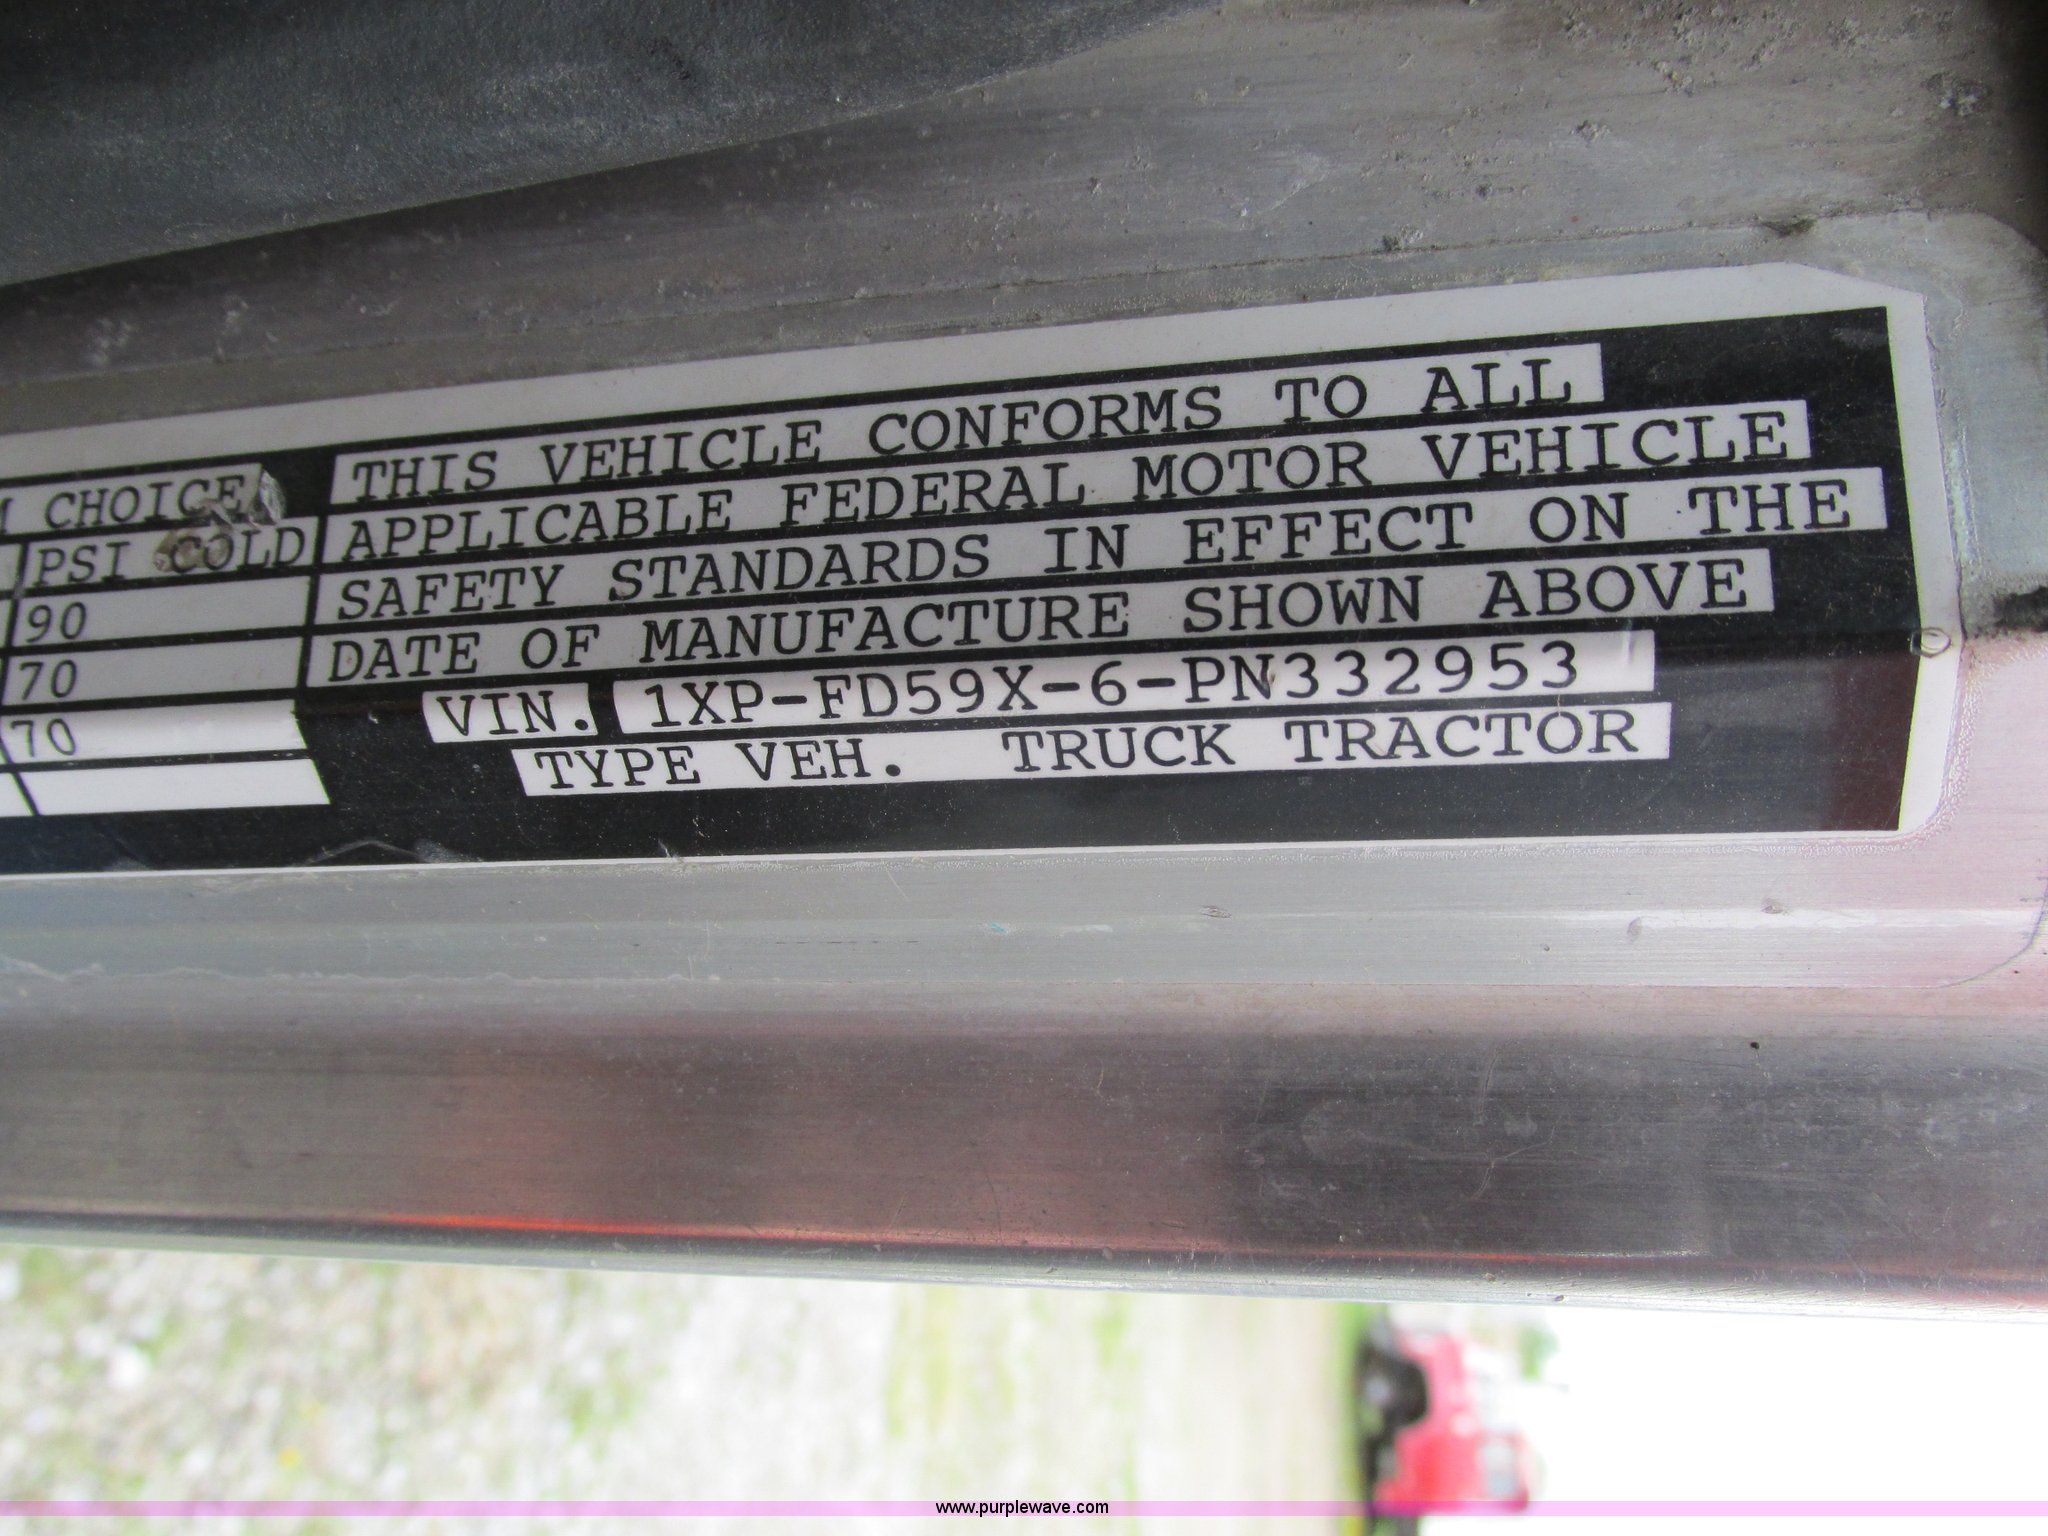 CHOICE
PSI COLD
90
70
70
THIS VEHICLE CONFORMS TO ALL
APPLICABLE FEDERAL MOTOR VEHICLE
SAFETY STANDARDS IN EFFECT ON THE
DATE OF MANUFACTURE SHOWN ABOVE
VIN. 1XP-FD59X-6-PN332953
TYPE VEH. TRUCK TRACTOR
www.purplewave.com